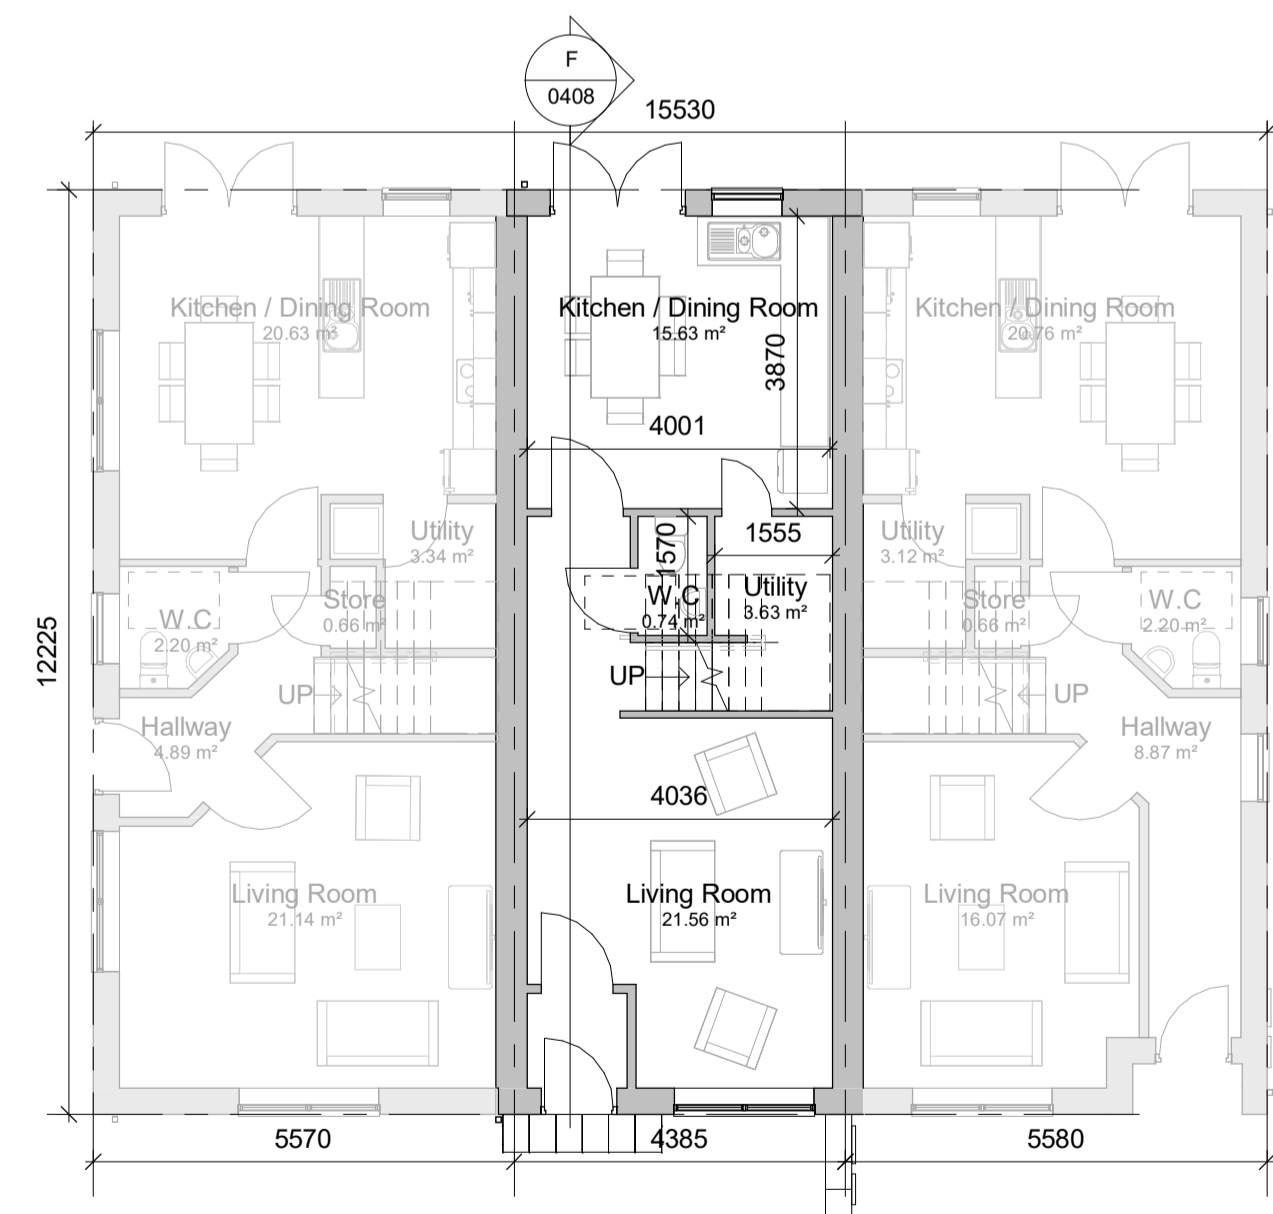 F
0408
15530
Kitchen / Dining Room
20.63 m²
Kitchen / Dining Room
15.63 m²
Kitchen / Dining Room
20.76 m²
3870
4001
Utility
3.34 m²
1570
1555
Utility
3.12 m²
W.C
2.20 m²
Store
0.66 m²
W.C
0.74 m²
Utility
3.63 m²
Store
0.66 m²
W.C
2.20 m²
12225
UP
UP
UP
Hallway
4.89 m²
Hallway
8.87 m²
4036
Living Room
21.14 m²
Living Room
21.56 m²
Living Room
16.07 m²
5570
4385
5580